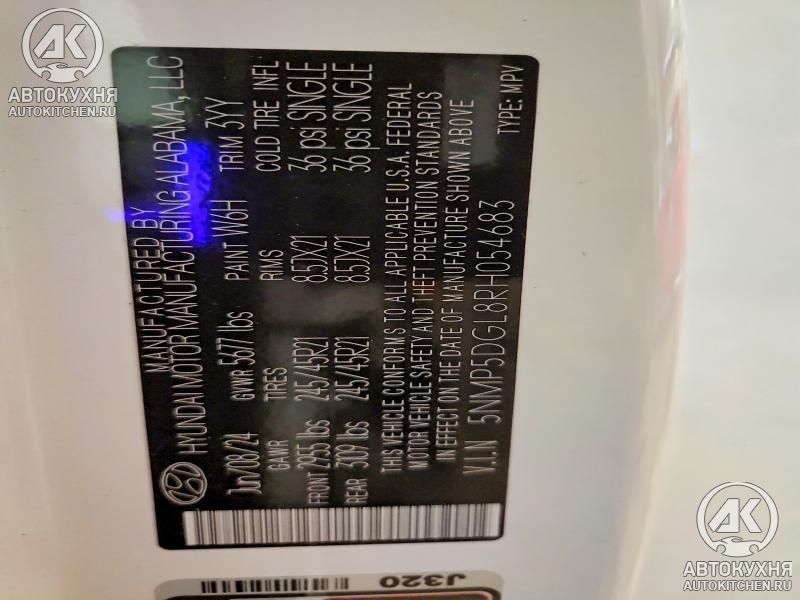 MANUFACTURED BY
HYUNDAI MOTOR MANUFACTURING ALABAMA, LLC
Jun/08/24 GVWR 5677 lbs PAINT W6H TRIM 3YY
GAWR TIRES RIMS COLD TIRE INFL
FRONT 2955 lbs 245/45R21 8.5JX21 36 psi SINGLE
REAR 3109 lbs 245/45R21 8.5JX21 36 psi SINGLE
THIS VEHICLE CONFORMS TO ALL APPLICABLE U.S.A. FEDERAL
MOTOR VEHICLE SAFETY AND THEFT PREVENTION STANDARDS
IN EFFECT ON THE DATE OF MANUFACTURE SHOWN ABOVE
V.I.N 5NMP5DGL8RH054683 TYPE: MPV
J320
AK
АВТОКУХНЯ
AUTOKITCHEN.RU
AK
АВТОКУХНЯ
AUTOKITCHEN.RU